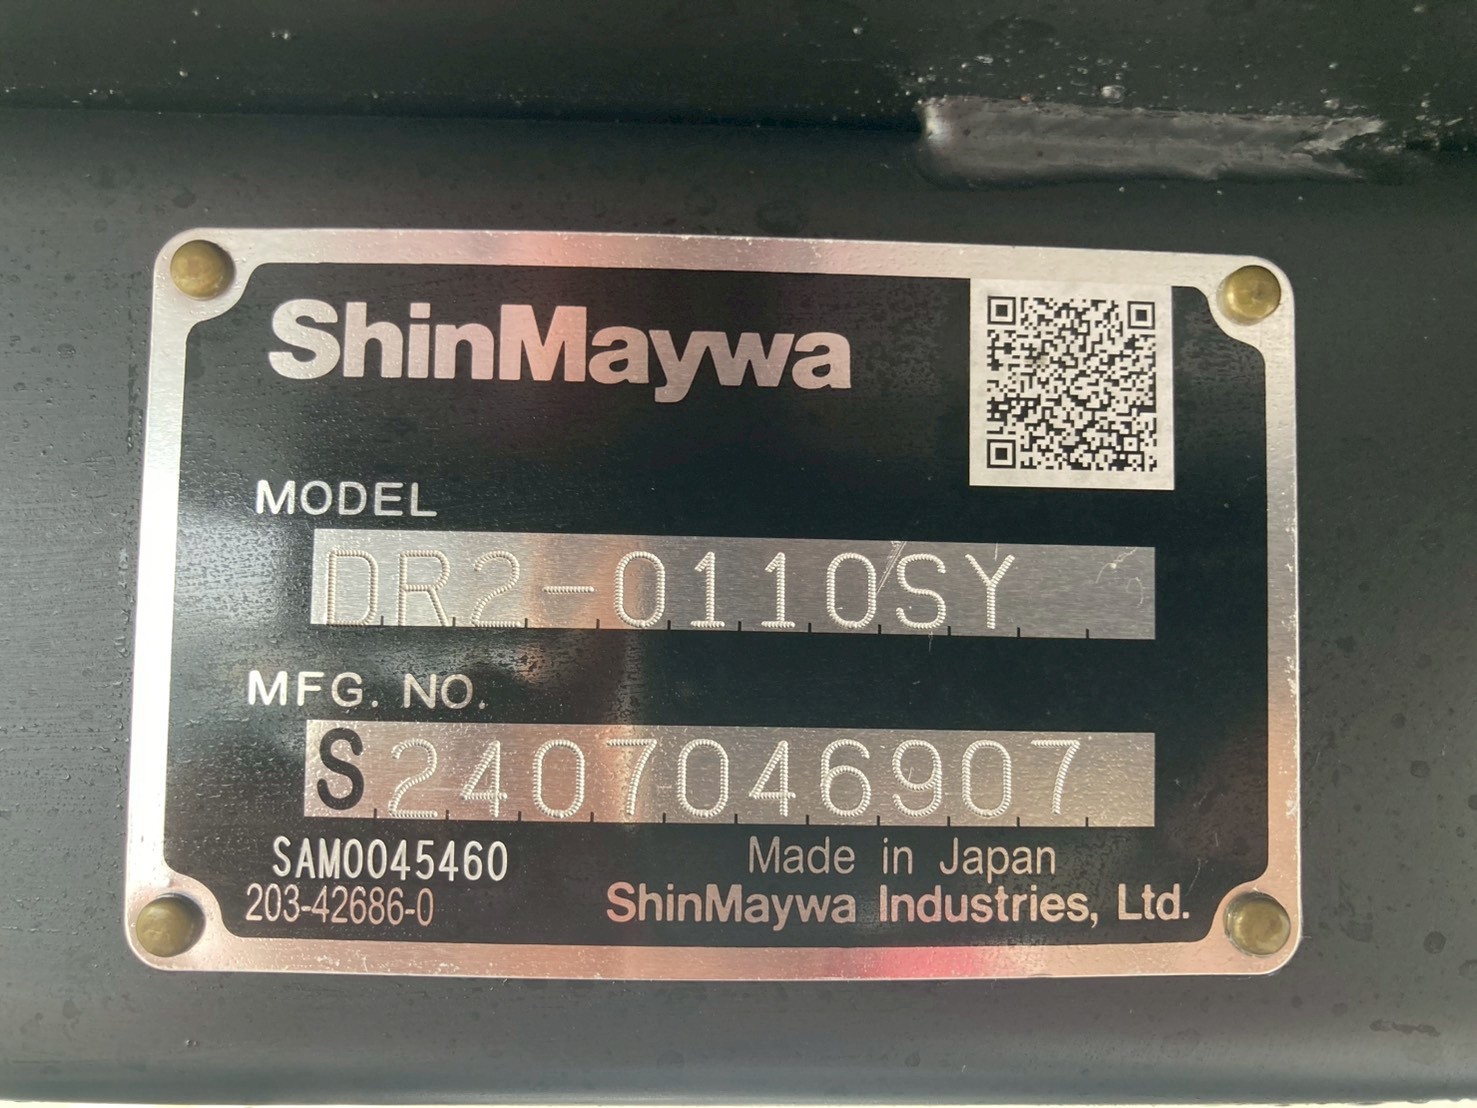 ShinMaywa
MODEL
DR2-0110SY
MFG. NO.
S2407046907
SAM0045460
Made in Japan
203-42686-0
ShinMaywa Industries, Ltd.